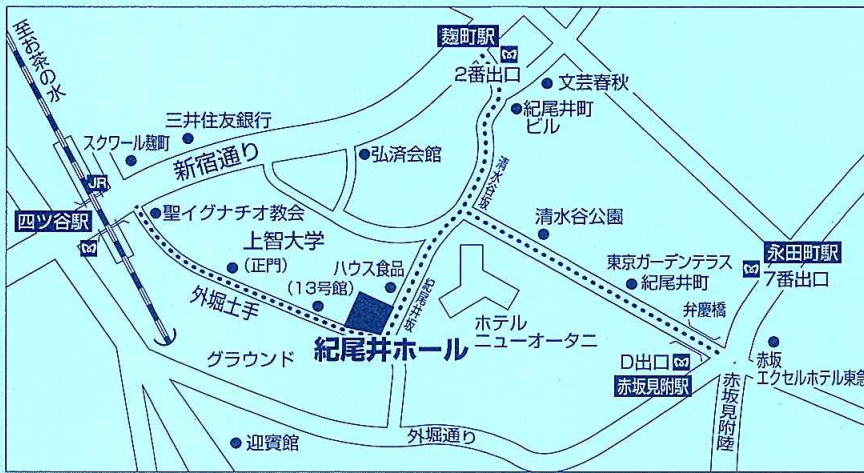 至お茶の水
麹町駅
2番出口
文芸春秋
紀尾井町
ビル
三井住友銀行
スクワール麹町
新宿通り
弘済会館
清水谷坂
JR
四ツ谷駅
聖イグナチオ教会
上智大学
(正門)
清水谷公園
永田町駅
7番出口
東京ガーデンテラス
紀尾井町
ハウス食品
(13号館)
外堀土手
紀尾井坂
ホテル
ニューオータニ
弁慶橋
紀尾井ホール
グラウンド
D出口
赤坂見附駅
赤坂
エクセルホテル東急
赤坂見附陸
外堀通り
迎賓館